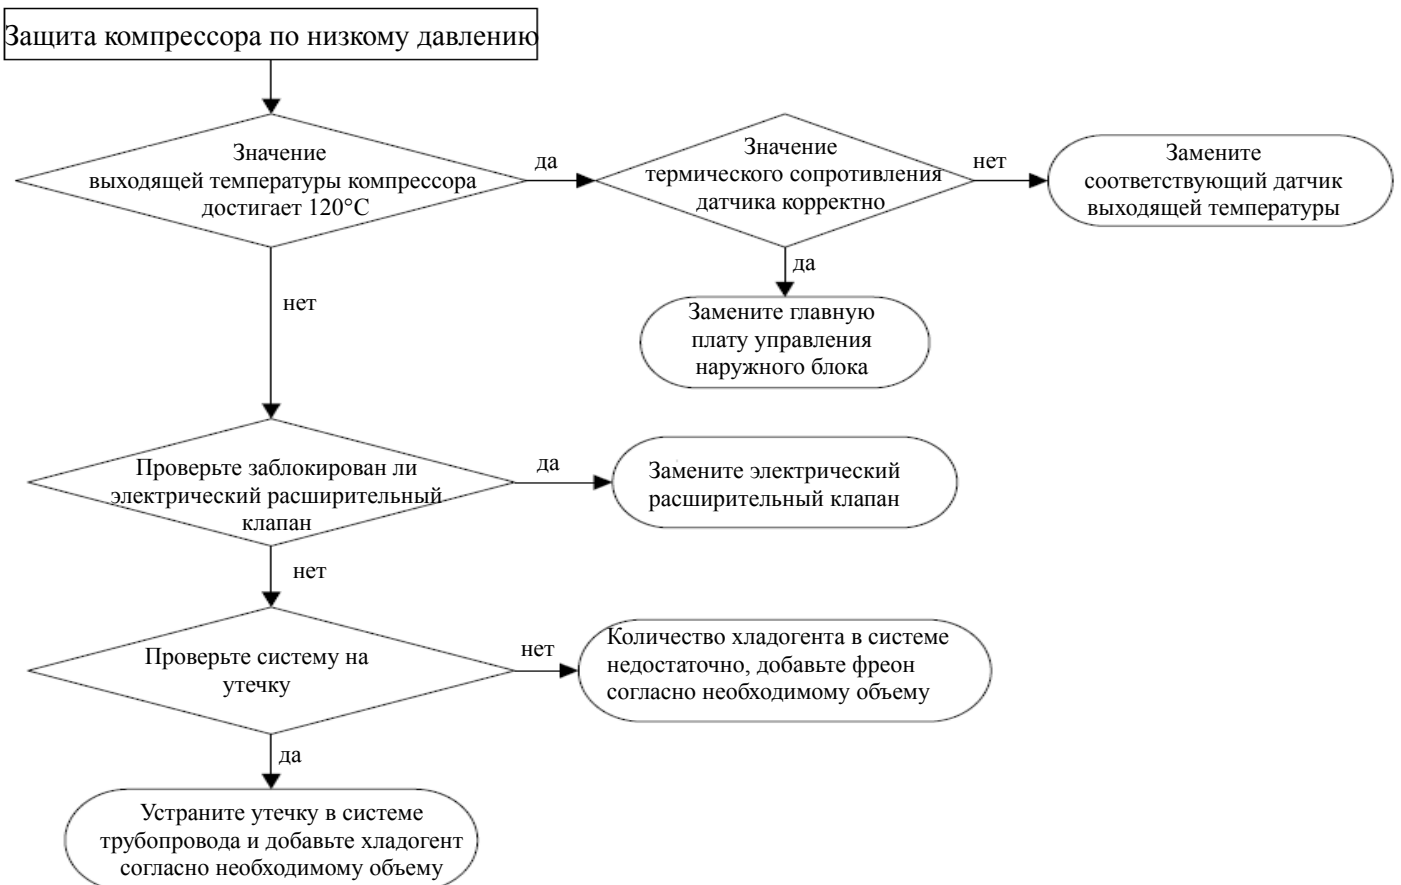 Защита компрессора по низкому давлению
Значение
выходящей температуры компрессора
достигает 120°C
да
Значение
термического сопротивления
датчика корректно
нет
Замените
соответствующий датчик
выходящей температуры
да
Замените главную
плату управления
наружного блока
нет
Проверьте заблокирован ли
электрический расширительный
клапан
да
Замените электрический
расширительный клапан
нет
Проверьте систему на
утечку
нет
Количество хладогента в системе
недостаточно, добавьте фреон
согласно необходимому объему
да
Устраните утечку в системе
трубопровода и добавьте хладогент
согласно необходимому объему